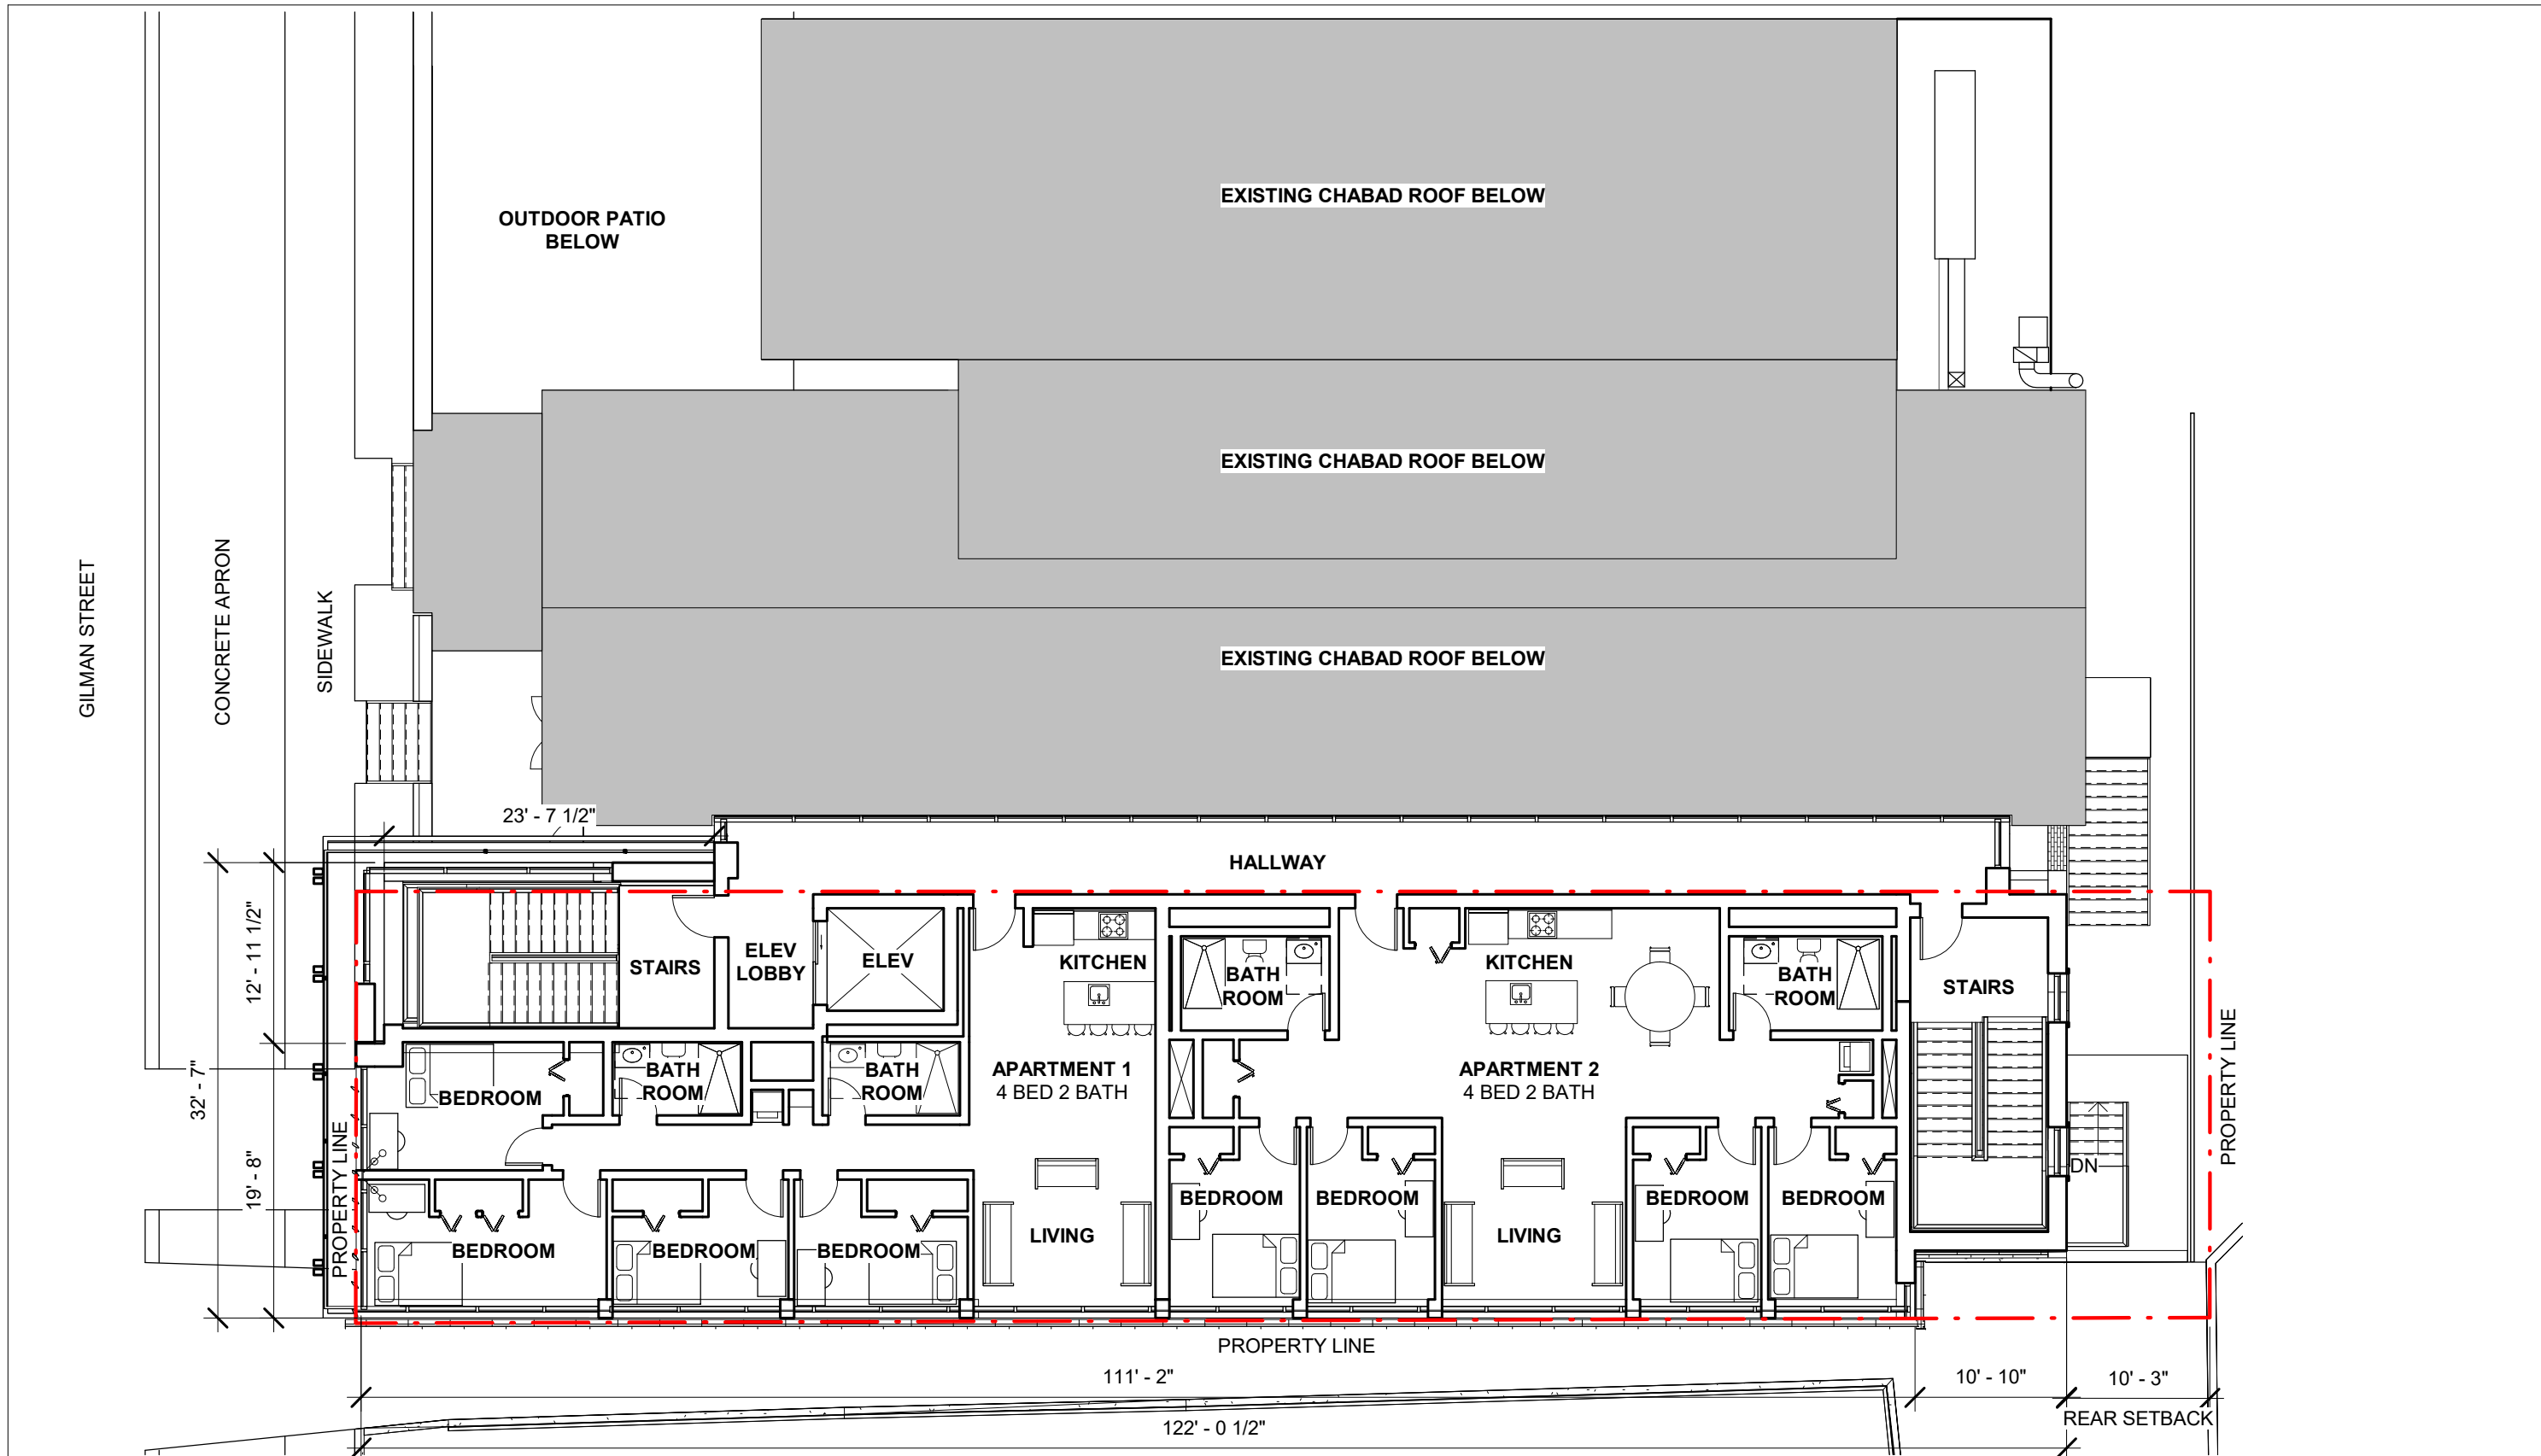 OUTDOOR PATIO
BELOW
EXISTING CHABAD ROOF BELOW
EXISTING CHABAD ROOF BELOW
EXISTING CHABAD ROOF BELOW
GILMAN STREET
CONCRETE APRON
SIDEWALK
23' - 7 1/2"
HALLWAY
12' - 11 1/2"
32' - 7"
19' - 8"
STAIRS
ELEV
LOBBY
ELEV
KITCHEN
BATH
ROOM
KITCHEN
BATH
ROOM
STAIRS
BEDROOM
BATH
ROOM
BATH
ROOM
APARTMENT 1
4 BED 2 BATH
APARTMENT 2
4 BED 2 BATH
PROPERTY LINE
PROPERTY LINE
DN
BEDROOM
BEDROOM
BEDROOM
LIVING
BEDROOM
BEDROOM
LIVING
BEDROOM
BEDROOM
PROPERTY LINE
111' - 2"
10' - 10"
10' - 3"
REAR SETBACK
122' - 0 1/2"